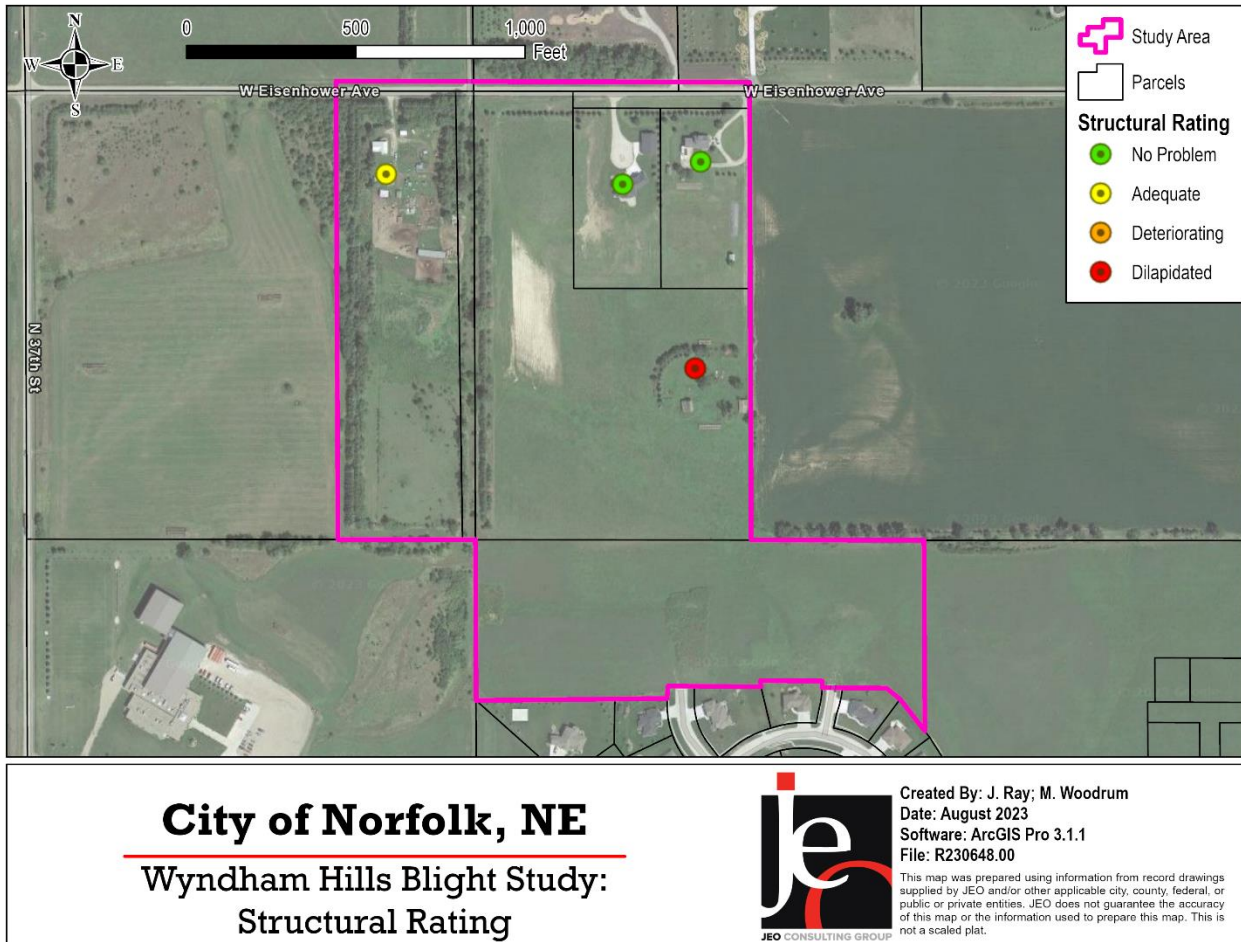 N
W E
S
0 500 1,000
Feet
W Eisenhower Ave
W Eisenhower Ave
N 37th St
Study Area
Parcels
Structural Rating
No Problem
Adequate
Deteriorating
Dilapidated
City of Norfolk, NE
Wyndham Hills Blight Study:
Structural Rating
jeo
JEO CONSULTING GROUP
Created By: J. Ray; M. Woodrum
Date: August 2023
Software: ArcGIS Pro 3.1.1
File: R230648.00
This map was prepared using information from record drawings
supplied by JEO and/or other applicable city, county, federal, or
public or private entities. JEO does not guarantee the accuracy
of this map or the information used to prepare this map. This is
not a scaled plat.